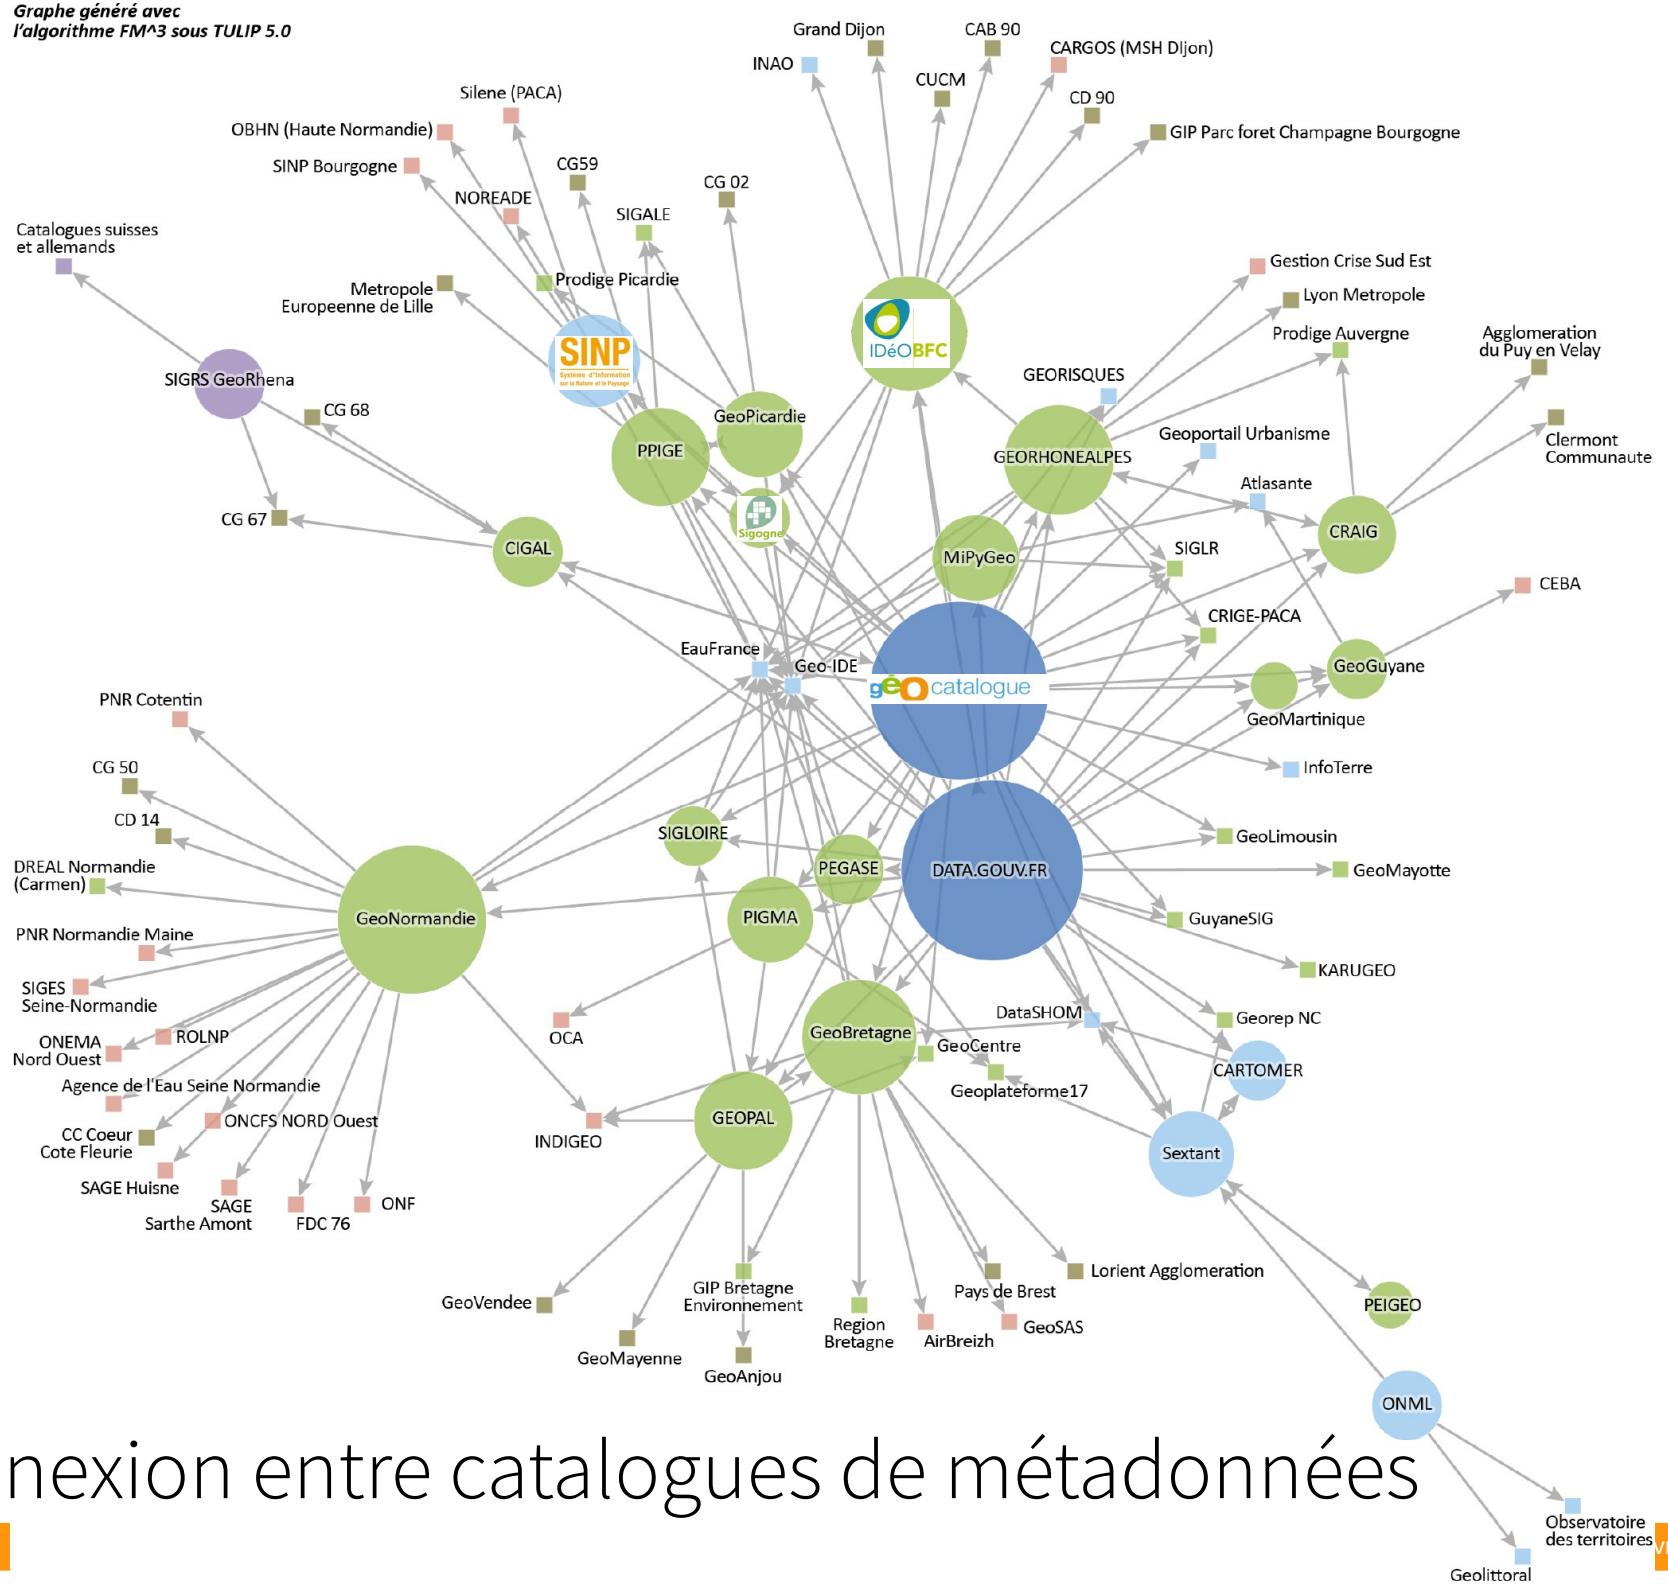 Graphe généré avec
l'algorithme FM^3 sous TULIP 5.0
Grand Dijon
CAB 90
INAO
CARGOS (MSH DIjon)
CUCM
CD 90
GIP Parc foret Champagne Bourgogne
Silene (PACA)
OBHN (Haute Normandie)
SINP Bourgogne
CG59
NOREADE
CG 02
SIGALE
Catalogues suisses
et allemands
Prodige Picardie
Metropole
Europeenne de Lille
Gestion Crise Sud Est
Lyon Metropole
Prodige Auvergne
Agglomeration
du Puy en Velay
IDéOBFC
SINP
Système d'Information
sur la Nature et le Paysage
SIGRS GeoRhena
GEORISQUES
CG 68
GeoPicardie
PPIGE
GEORHONEALPES
Geoportail Urbanisme
Clermont
Communaute
Atlasante
CG 67
Sigogne
CIGAL
MiPyGeo
CRAIG
SIGLR
CEBA
CRIGE-PACA
EauFrance
Geo-IDE
GeoGuyane
géocatalogue
GeoMartinique
PNR Cotentin
InfoTerre
CG 50
CD 14
SIGLOIRE
GeoLimousin
DREAL Normandie
(Carmen)
PEGASE
DATA.GOUV.FR
GeoMayotte
GeoNormandie
PIGMA
GuyaneSIG
PNR Normandie Maine
KARUGEO
SIGES
Seine-Normandie
DataSHOM
Georep NC
ONEMA
Nord Ouest
ROLNP
OCA
GeoBretagne
GeoCentre
CARTOMER
Agence de l'Eau Seine Normandie
Geoplateforme17
ONCFS NORD Ouest
GEOPAL
CC Coeur
Cote Fleurie
INDIGEO
Sextant
SAGE Huisne
SAGE
Sarthe Amont
FDC 76
ONF
Lorient Agglomeration
GIP Bretagne
Environnement
Pays de Brest
GeoVendee
PEIGEO
Region
Bretagne
AirBreizh
GeoSAS
GeoMayenne
GeoAnjou
ONML
nexion entre catalogues de métadonnées
Observatoire
des territoires
Geolittoral